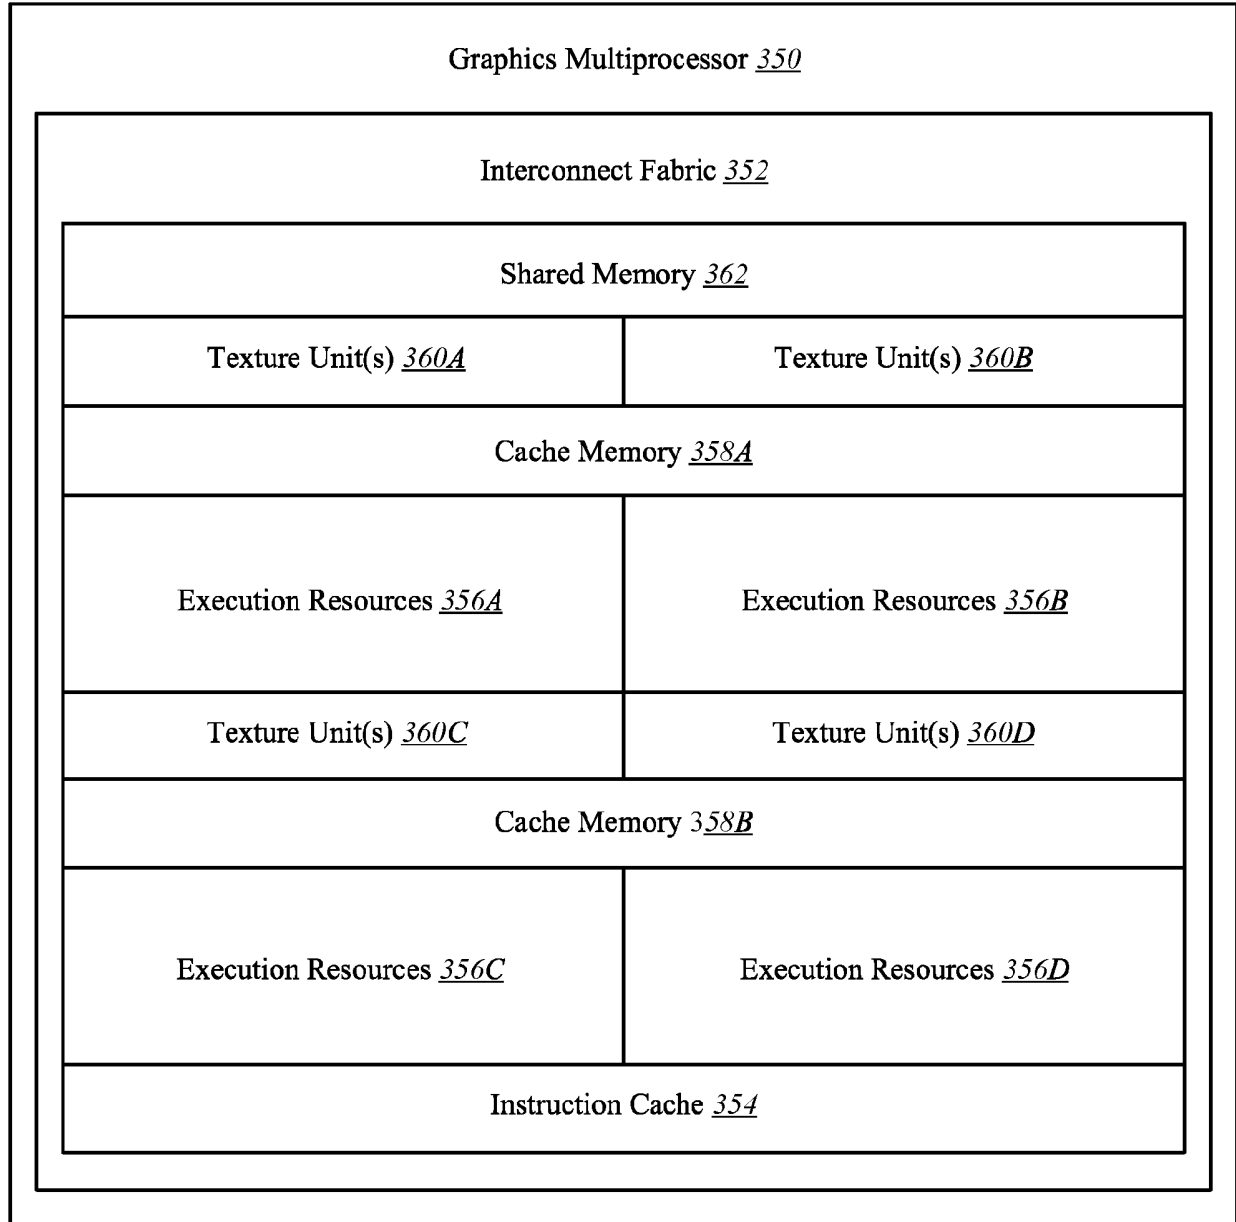 Graphics Multiprocessor 350
Interconnect Fabric 352
Shared Memory 362
Texture Unit(s) 360A
Texture Unit(s) 360B
Cache Memory 358A
Execution Resources 356A
Execution Resources 356B
Texture Unit(s) 360C
Texture Unit(s) 360D
Cache Memory 358B
Execution Resources 356C
Execution Resources 356D
Instruction Cache 354